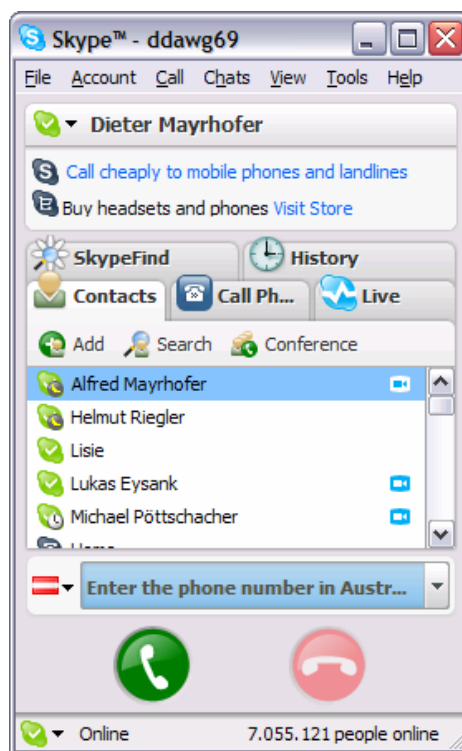 Skype™ - ddawg69
File Account Call Chats View Tools Help
Dieter Mayrhofer
Call cheaply to mobile phones and landlines
Buy headsets and phones Visit Store
SkypeFind History
Contacts Call Ph... Live
Add Search Conference
Alfred Mayrhofer
Helmut Riegler
Lisie
Lukas Eysank
Michael Pöttschacher
Enter the phone number in Austr...
Online 7.055.121 people online